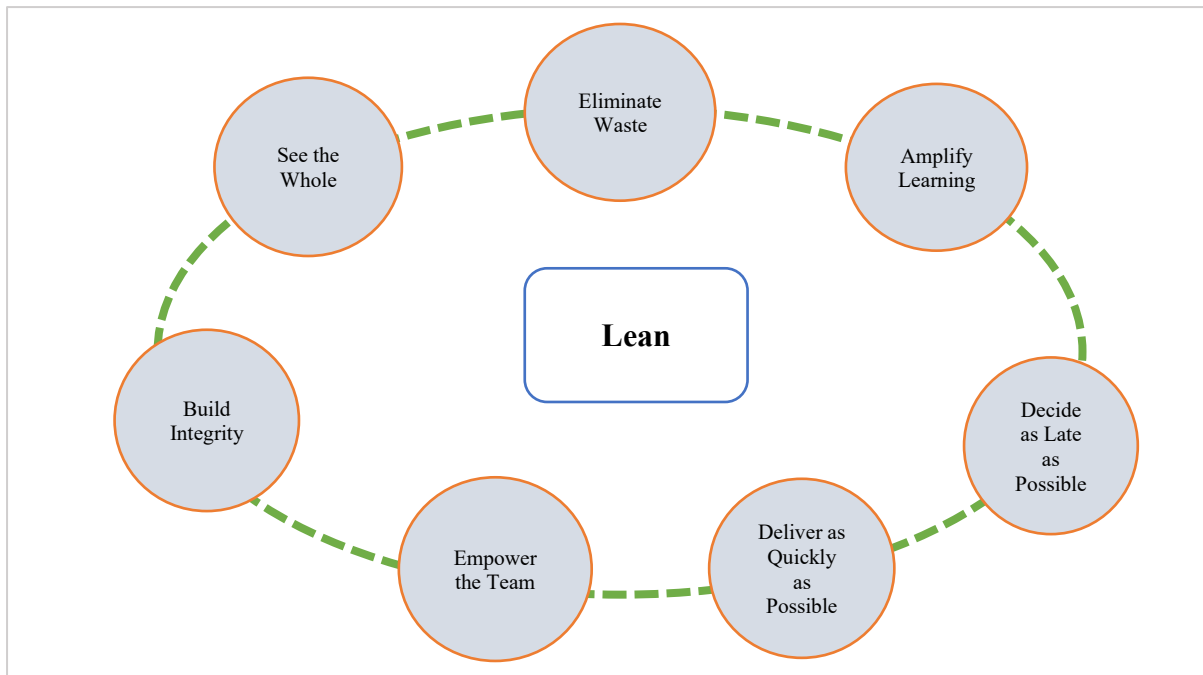 Eliminate
Waste
Amplify
Learning
Decide
as Late
as
Possible
Deliver as
Quickly
as
Possible
Empower
the Team
Build
Integrity
See the
Whole
Lean